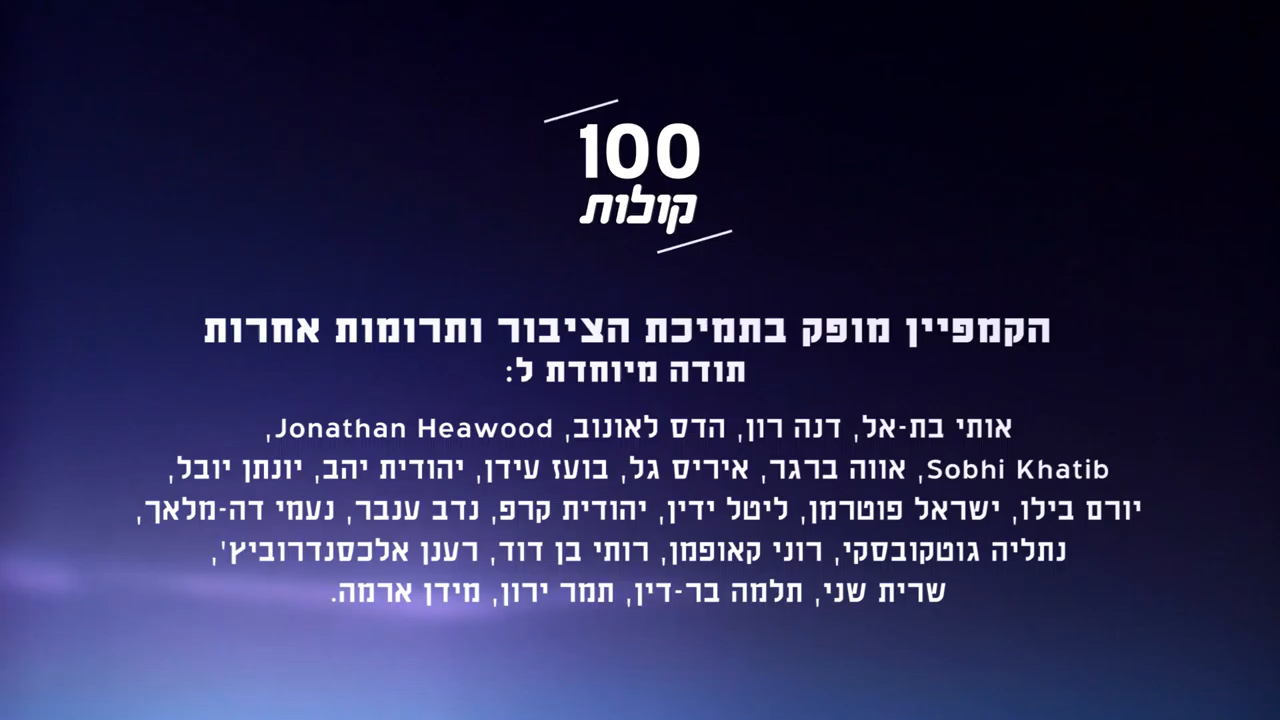 100
קולות
הקמפיין מופק בתמיכת הציבור ותרומות אחרות
תודה מיוחדת ל:
אותי בת-אל, דנה רון, הדס לאונוב, Jonathan Heawood,
Sobhi Khatib, אווה ברגר, איריס גל, בועז עידן, יהודית יהב, יונתן יובל,
יורם בילו, ישראל פוטרמן, ליטל ידין, יהודית קרפ, נדב ענבר, נעמי דה-מלאך,
נתליה גוטקובסקי, רוני קאופמן, רותי בן דוד, רענן אלכסנדרוביץ',
שרית שני, תלמה בר-דין, תמר ירון, מידן ארמה.